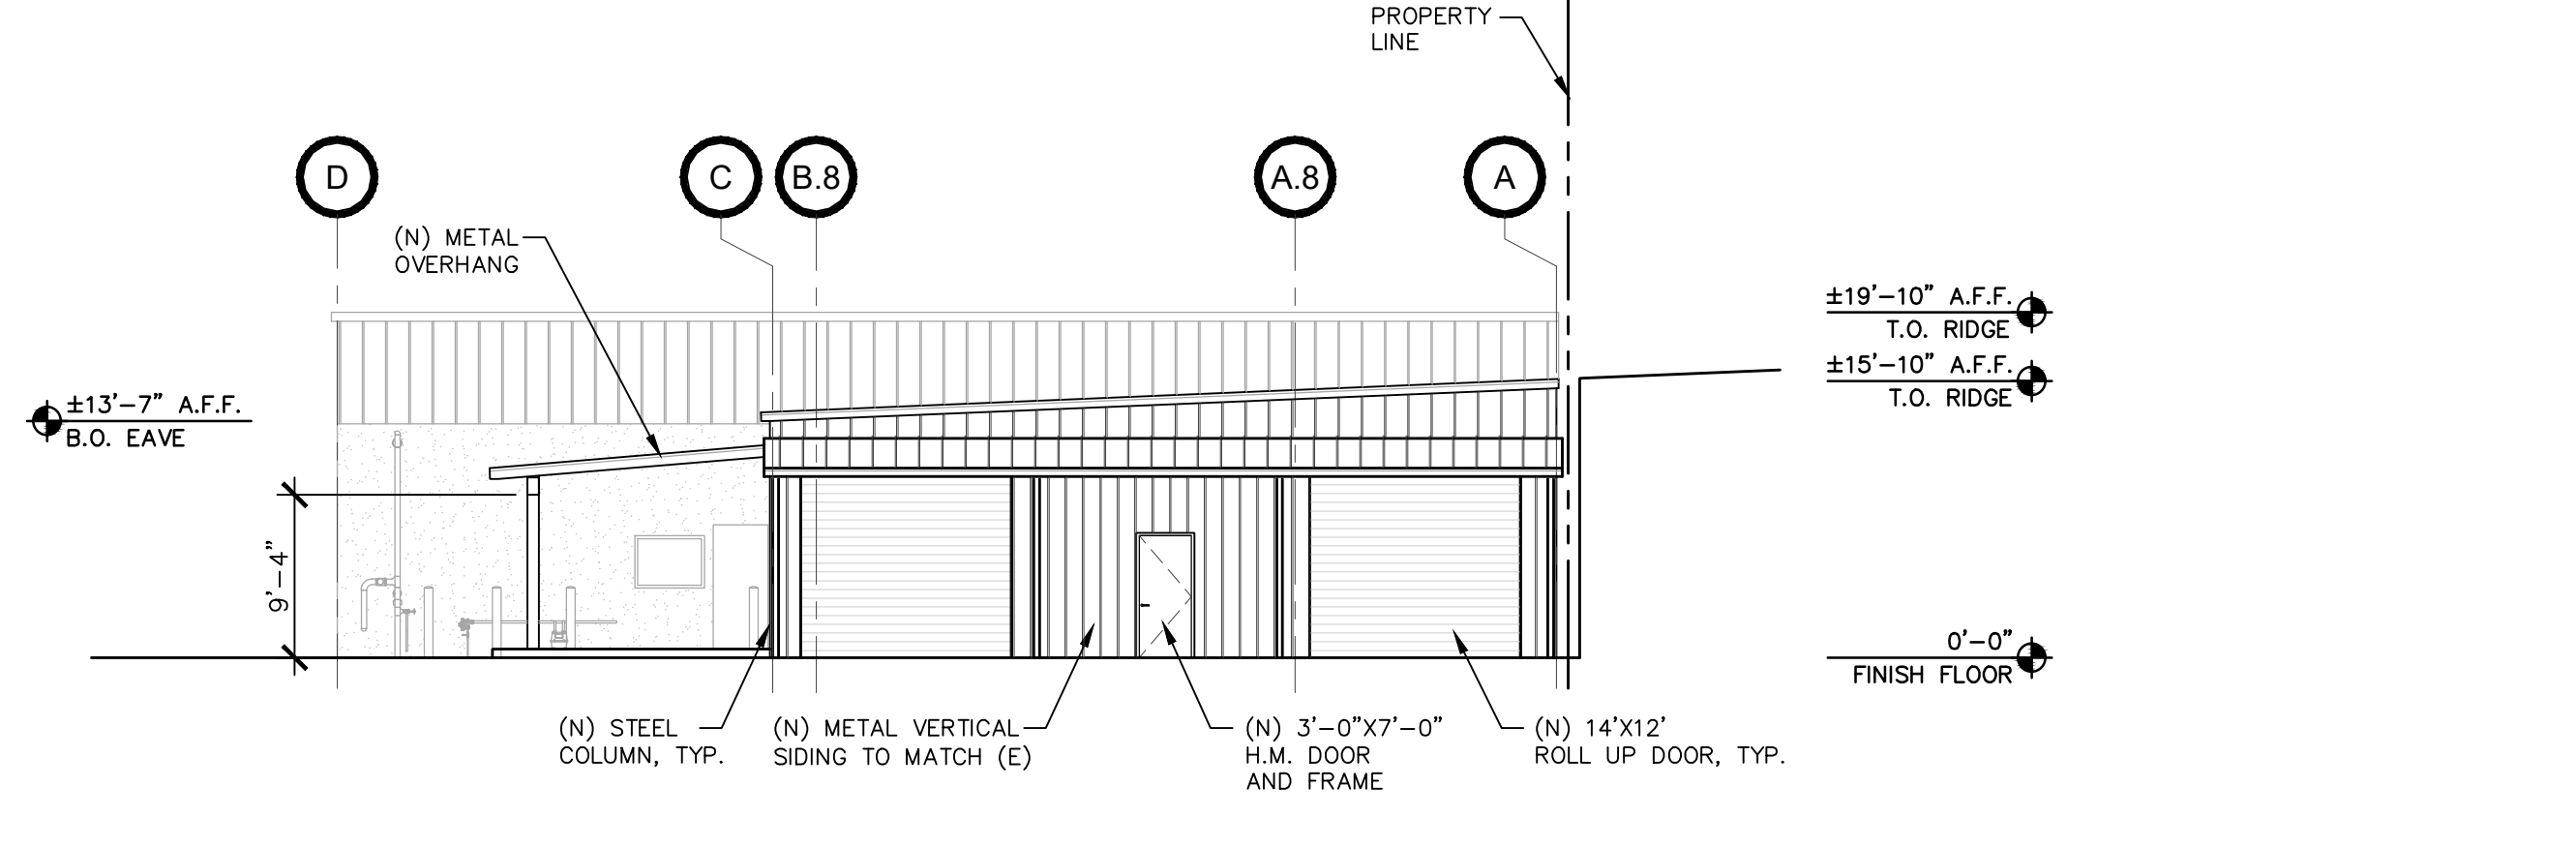 PROPERTY
LINE
D
C
B.8
A.8
A
(N) METAL
OVERHANG
±19'-10" A.F.F.
T.O. RIDGE
±15'-10" A.F.F.
T.O. RIDGE
±13'-7" A.F.F.
B.O. EAVE
9'-4"
0'-0"
FINISH FLOOR
(N) STEEL
COLUMN, TYP.
(N) METAL VERTICAL
SIDING TO MATCH (E)
(N) 3'-0"X7'-0"
H.M. DOOR
AND FRAME
(N) 14'X12'
ROLL UP DOOR, TYP.